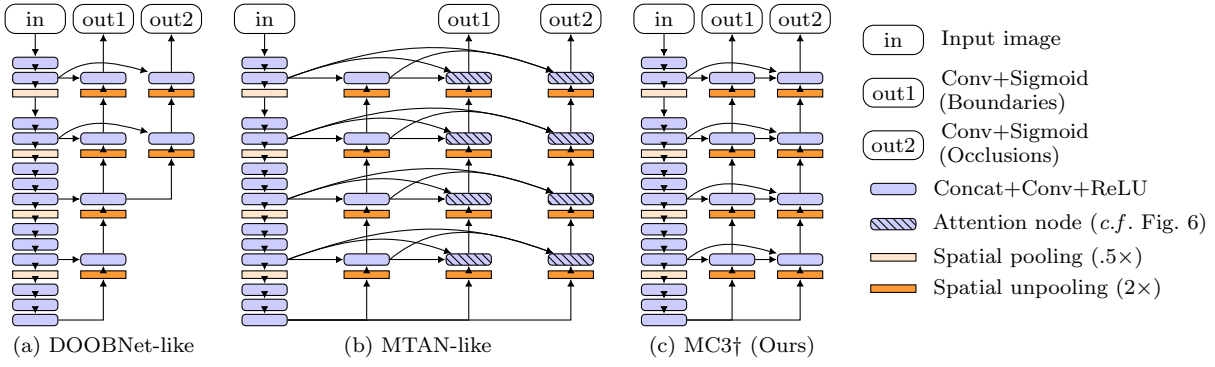 in out1 out2
in out1 out2
in out1 out2
in Input image
out1 Conv+Sigmoid
(Boundaries)
out2 Conv+Sigmoid
(Occlusions)
Concat+Conv+ReLU
Attention node (c.f. Fig. 6)
Spatial pooling (.5×)
Spatial unpooling (2×)
(a) DOOBNet-like
(b) MTAN-like
(c) MC3† (Ours)